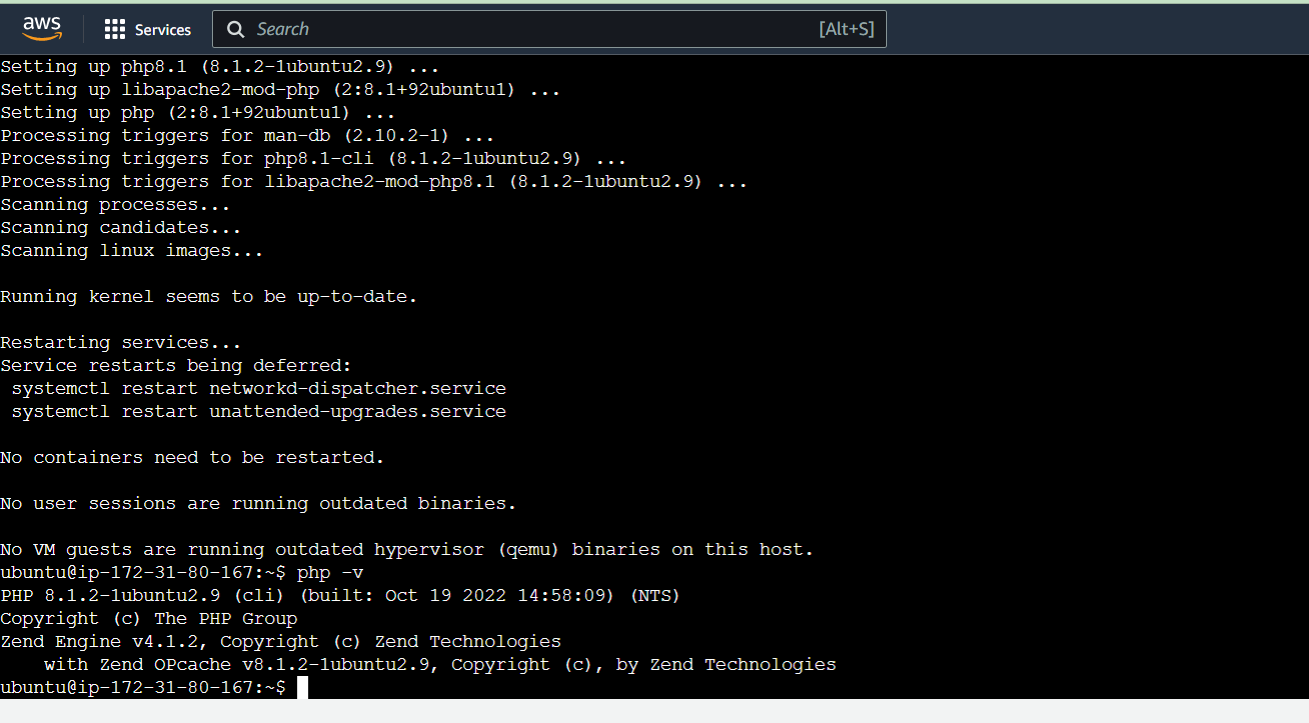 aws
Services
Search
[Alt+S]
Setting up php8.1 (8.1.2-1ubuntu2.9) ...
Setting up libapache2-mod-php (2:8.1+92ubuntu1) ...
Setting up php (2:8.1+92ubuntu1) ...
Processing triggers for man-db (2.10.2-1) ...
Processing triggers for php8.1-cli (8.1.2-1ubuntu2.9) ...
Processing triggers for libapache2-mod-php8.1 (8.1.2-1ubuntu2.9) ...
Scanning processes...
Scanning candidates...
Scanning linux images...
Running kernel seems to be up-to-date.
Restarting services...
Service restarts being deferred:
 systemctl restart networkd-dispatcher.service
 systemctl restart unattended-upgrades.service
No containers need to be restarted.
No user sessions are running outdated binaries.
No VM guests are running outdated hypervisor (qemu) binaries on this host.
ubuntu@ip-172-31-80-167:~$ php -v
PHP 8.1.2-1ubuntu2.9 (cli) (built: Oct 19 2022 14:58:09) (NTS)
Copyright (c) The PHP Group
Zend Engine v4.1.2, Copyright (c) Zend Technologies
    with Zend OPcache v8.1.2-1ubuntu2.9, Copyright (c), by Zend Technologies
ubuntu@ip-172-31-80-167:~$